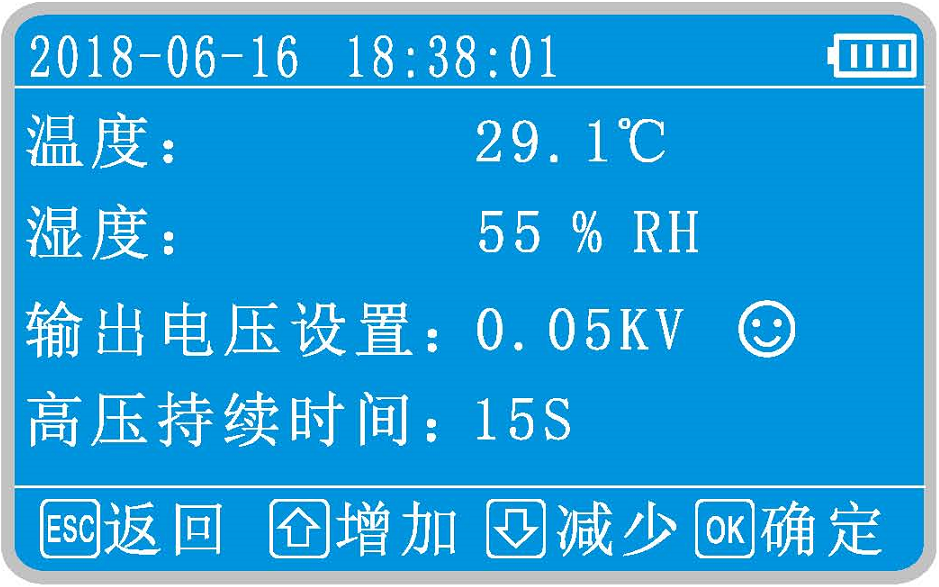 2018-06-16 18:38:01
温度： 29.1℃
湿度： 55 % RH
输出电压设置：0.05KV
高压持续时间：15S
ESC返回 增加 减少 OK确定